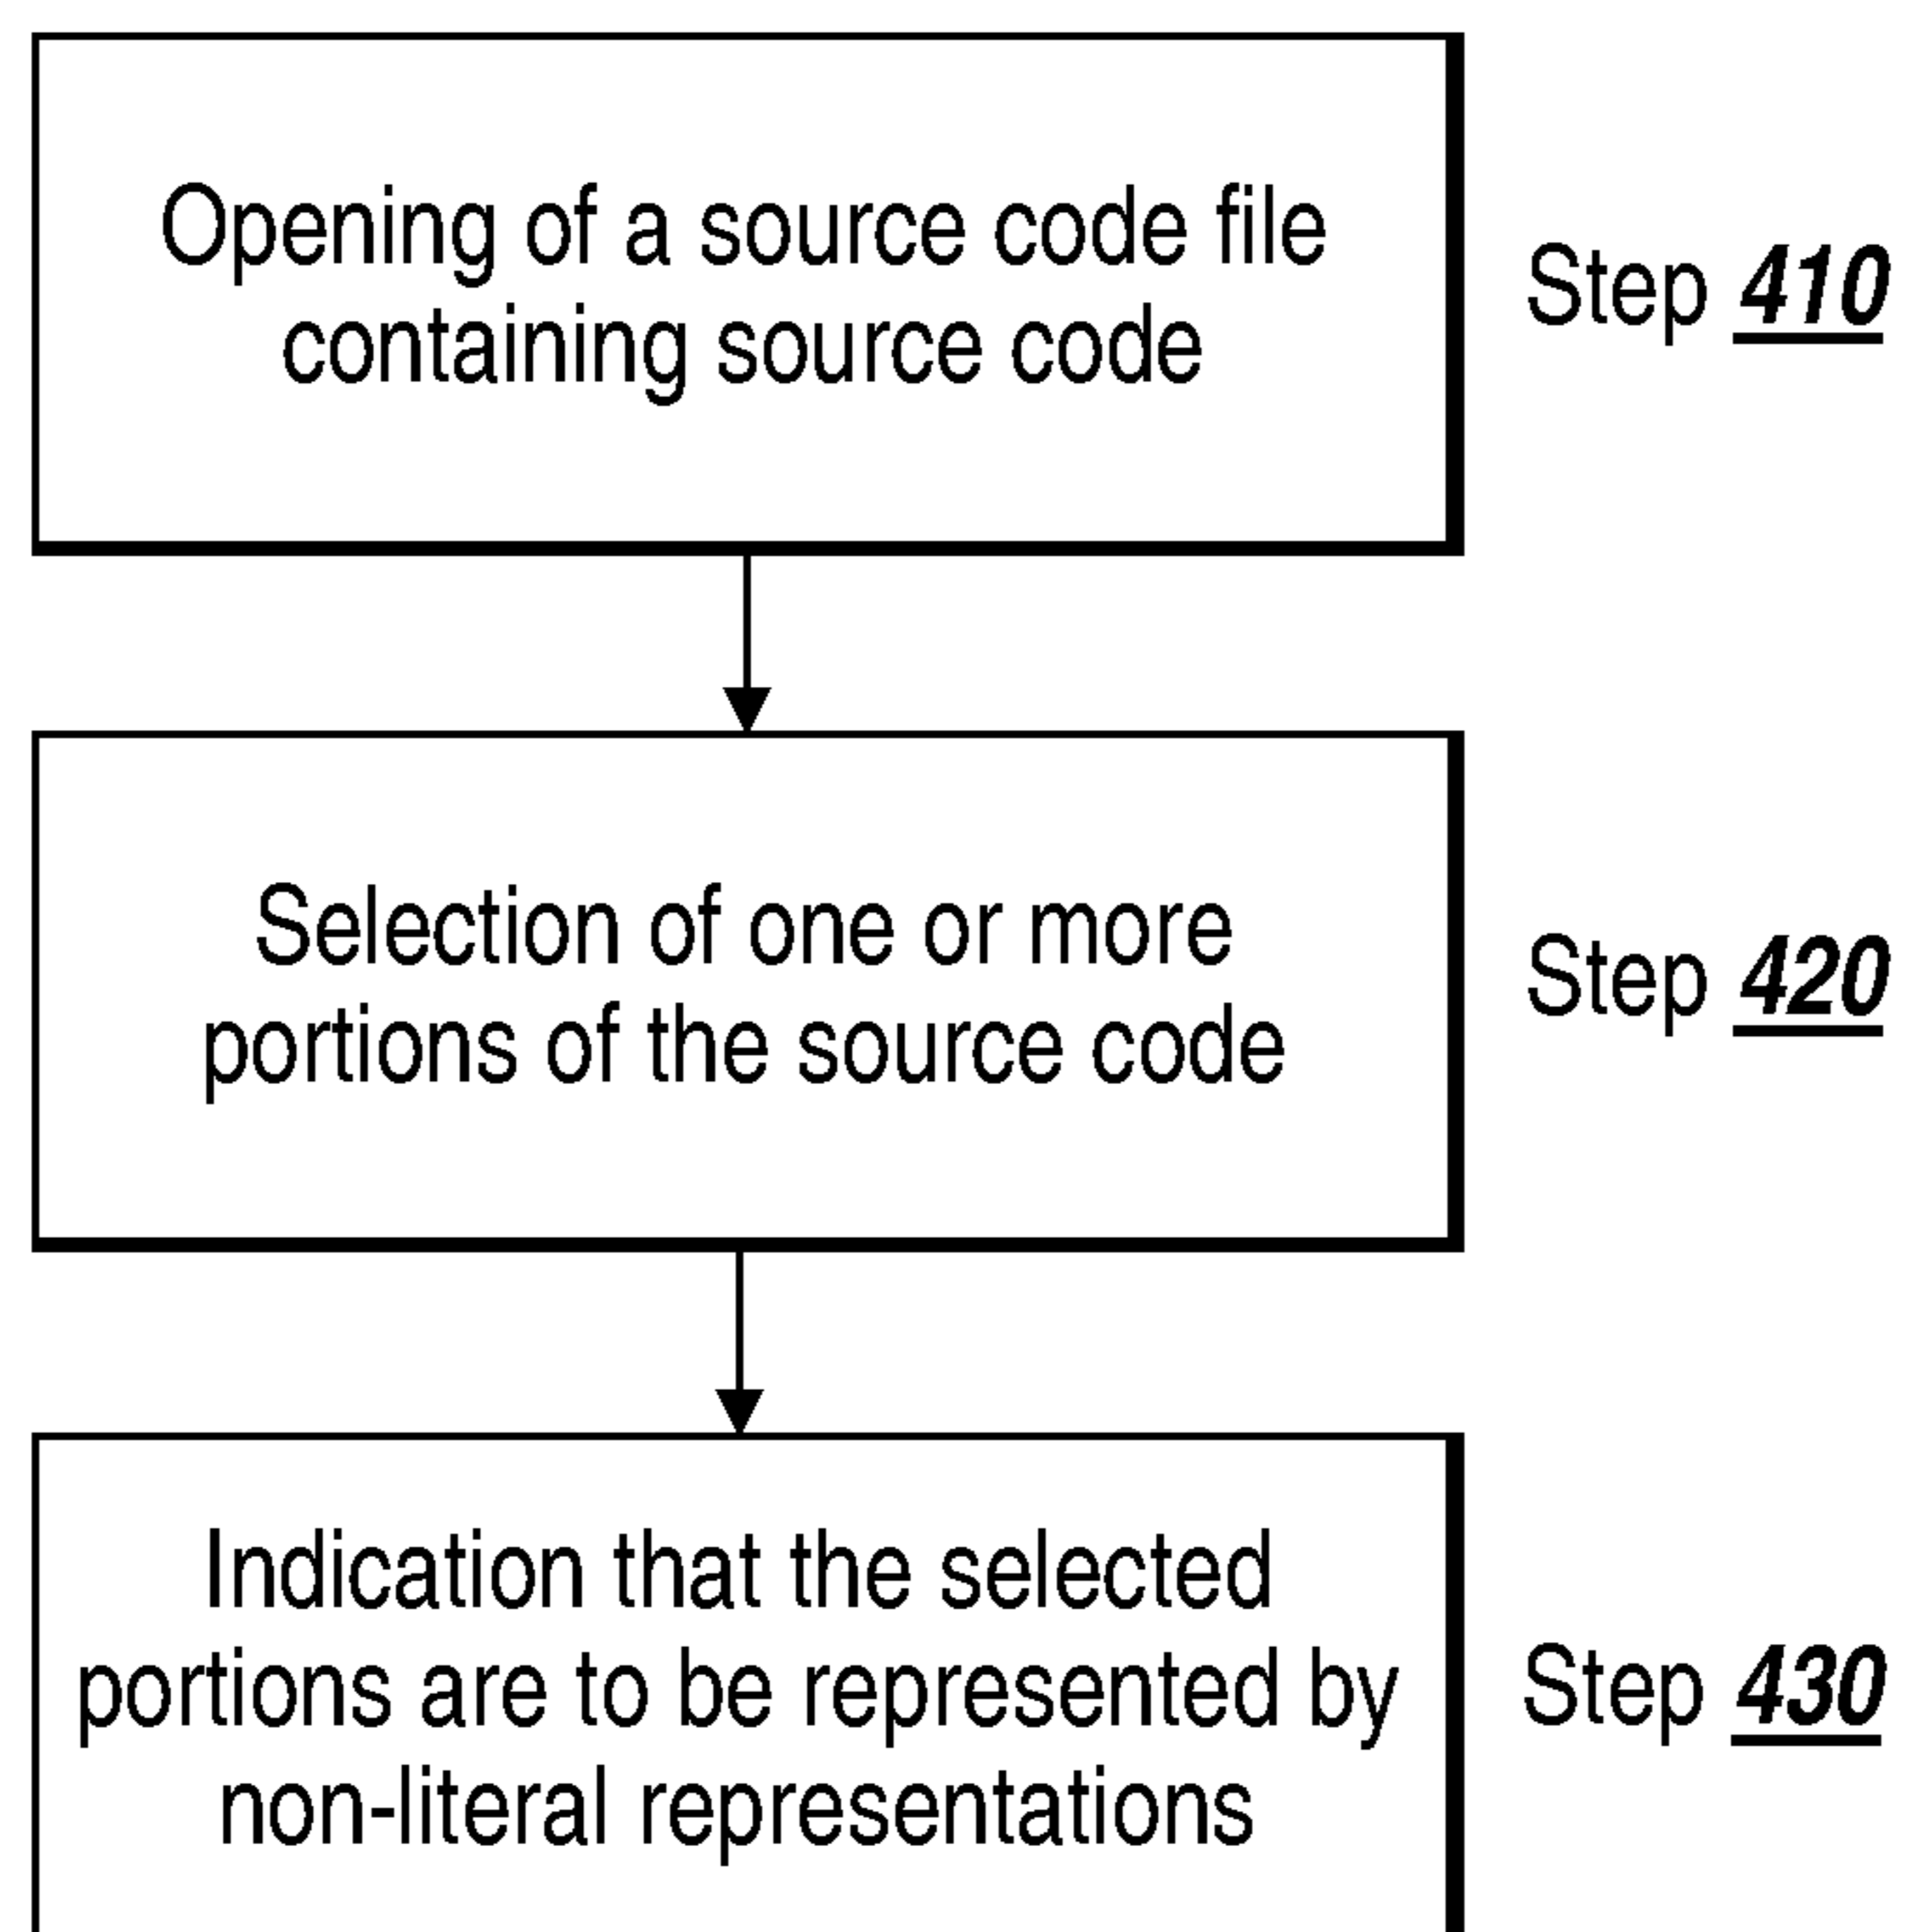 Opening of a source code file
containing source code
Step 410
Selection of one or more
portions of the source code
Step 420
Indication that the selected
portions are to be represented by
non-literal representations
Step 430